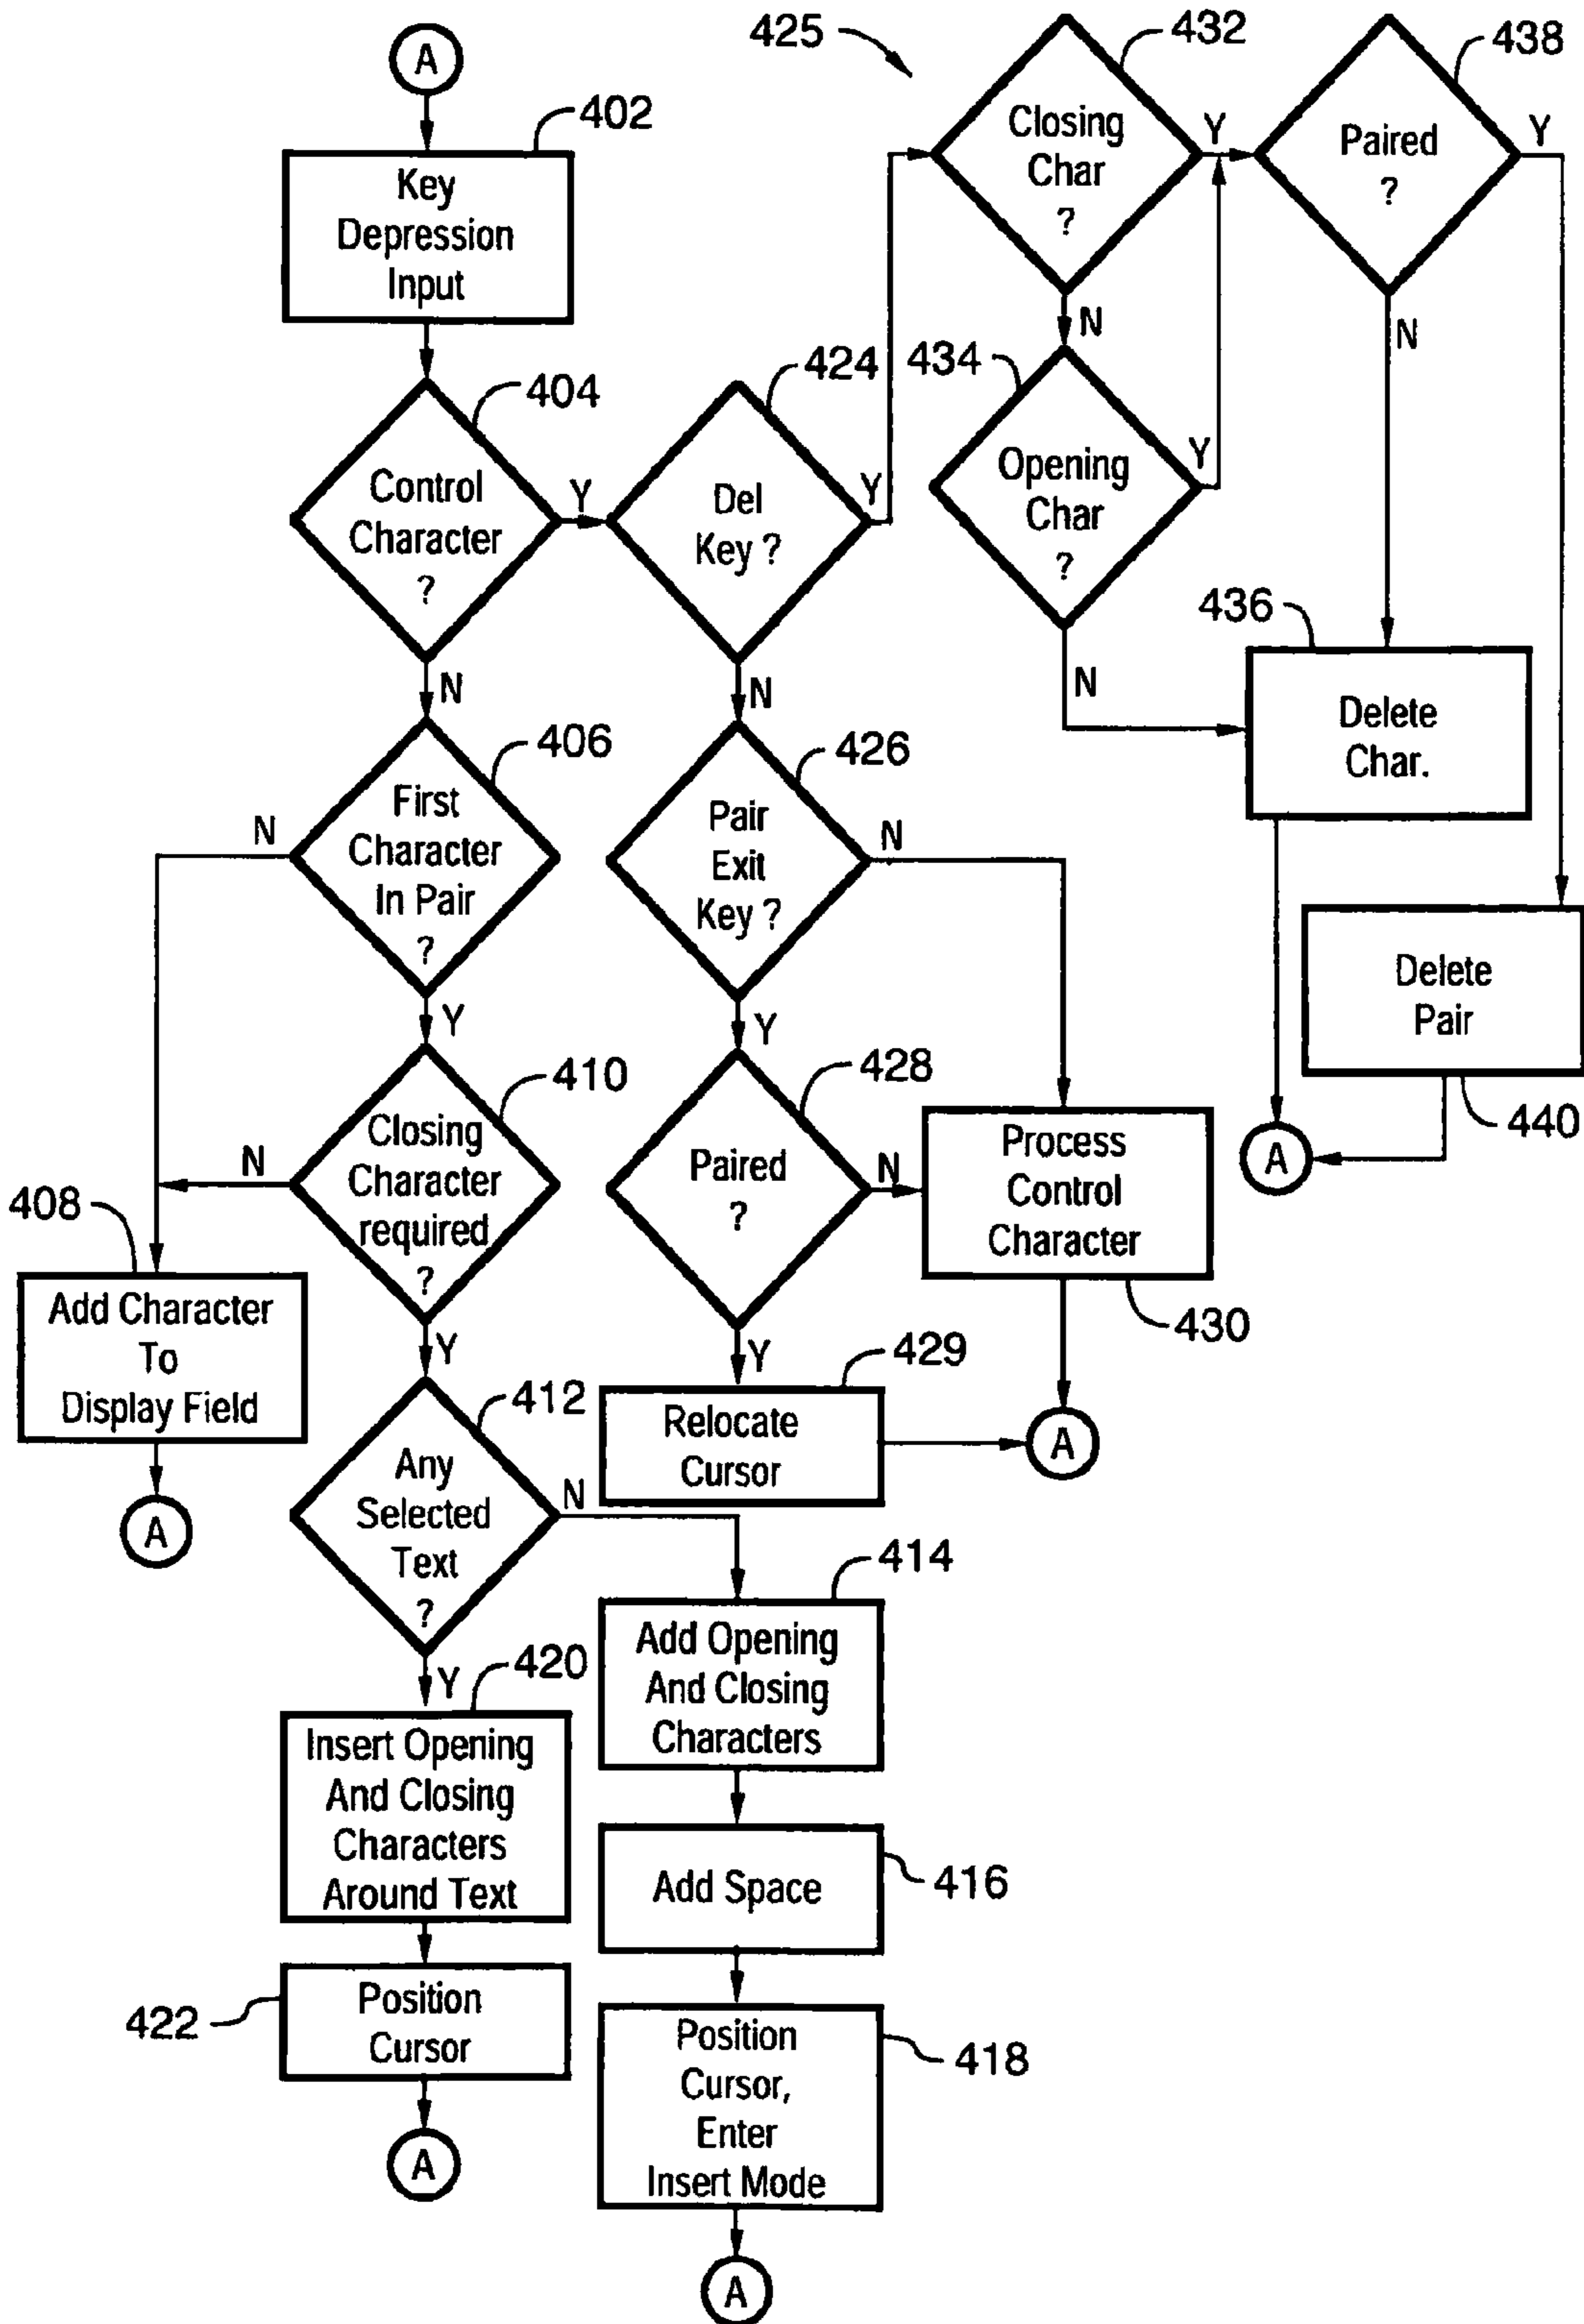 A
402
Key
Depression
Input
404
Control
Character
?
Y
N
406
First
Character
In Pair
?
N
Y
410
Closing
Character
required
?
N
Y
408
Add Character
To
Display Field
A
412
Any
Selected
Text
?
N
Y
420
Insert Opening
And Closing
Characters
Around Text
422
Position
Cursor
A
414
Add Opening
And Closing
Characters
416
Add Space
418
Position
Cursor,
Enter
Insert Mode
A
424
Del
Key ?
Y
N
426
Pair
Exit
Key ?
N
Y
428
Paired
?
N
Y
429
Relocate
Cursor
430
Process
Control
Character
A
425
432
Closing
Char
?
Y
N
434
Opening
Char
?
Y
N
438
Paired
?
Y
N
436
Delete
Char.
440
Delete
Pair
A